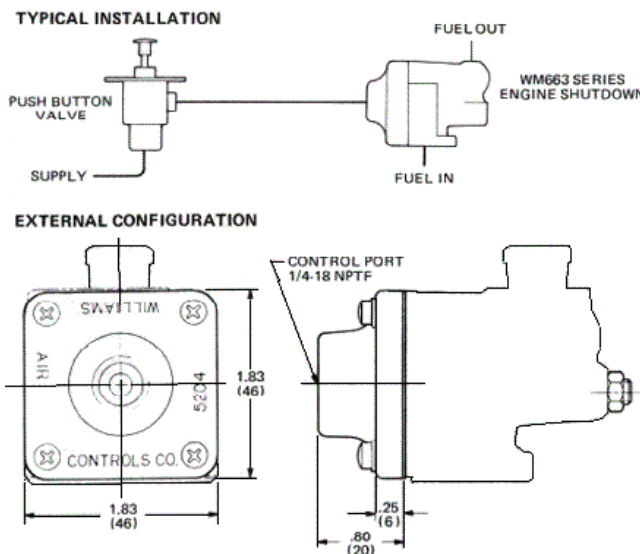 TYPICAL INSTALLATION
FUEL OUT
WM663 SERIES
ENGINE SHUTDOWN
PUSH BUTTON
VALVE
SUPPLY
FUEL IN
EXTERNAL CONFIGURATION
CONTROL PORT
1/4-18 NPTF
WILLIAMS
AIR
5204
CONTROLS CO.
1.83
(46)
1.83
(46)
.25
(6)
.80
(20)